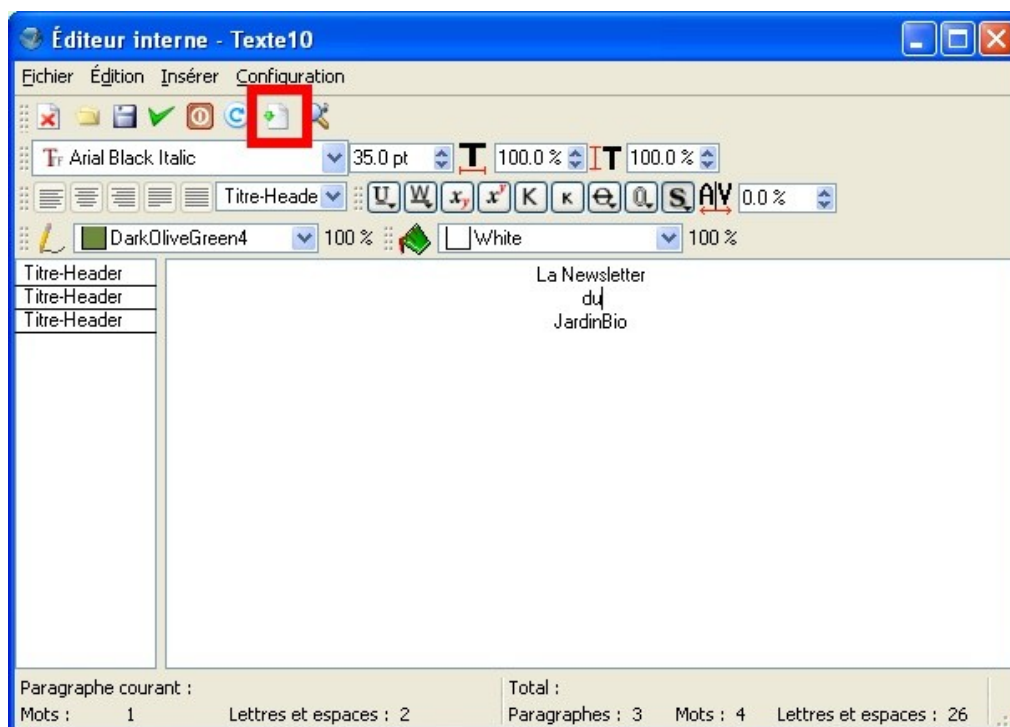 Éditeur interne - Texte10
Fichier Édition Insérer Configuration
Arial Black Italic 35.0 pt 100.0 % 100.0 %
Titre-Heade 0.0 %
DarkOliveGreen4 100 % White 100 %
Titre-Header La Newsletter
Titre-Header du
Titre-Header JardinBio
Paragraphe courant : Total :
Mots : 1 Lettres et espaces : 2 Paragraphes : 3 Mots : 4 Lettres et espaces : 26